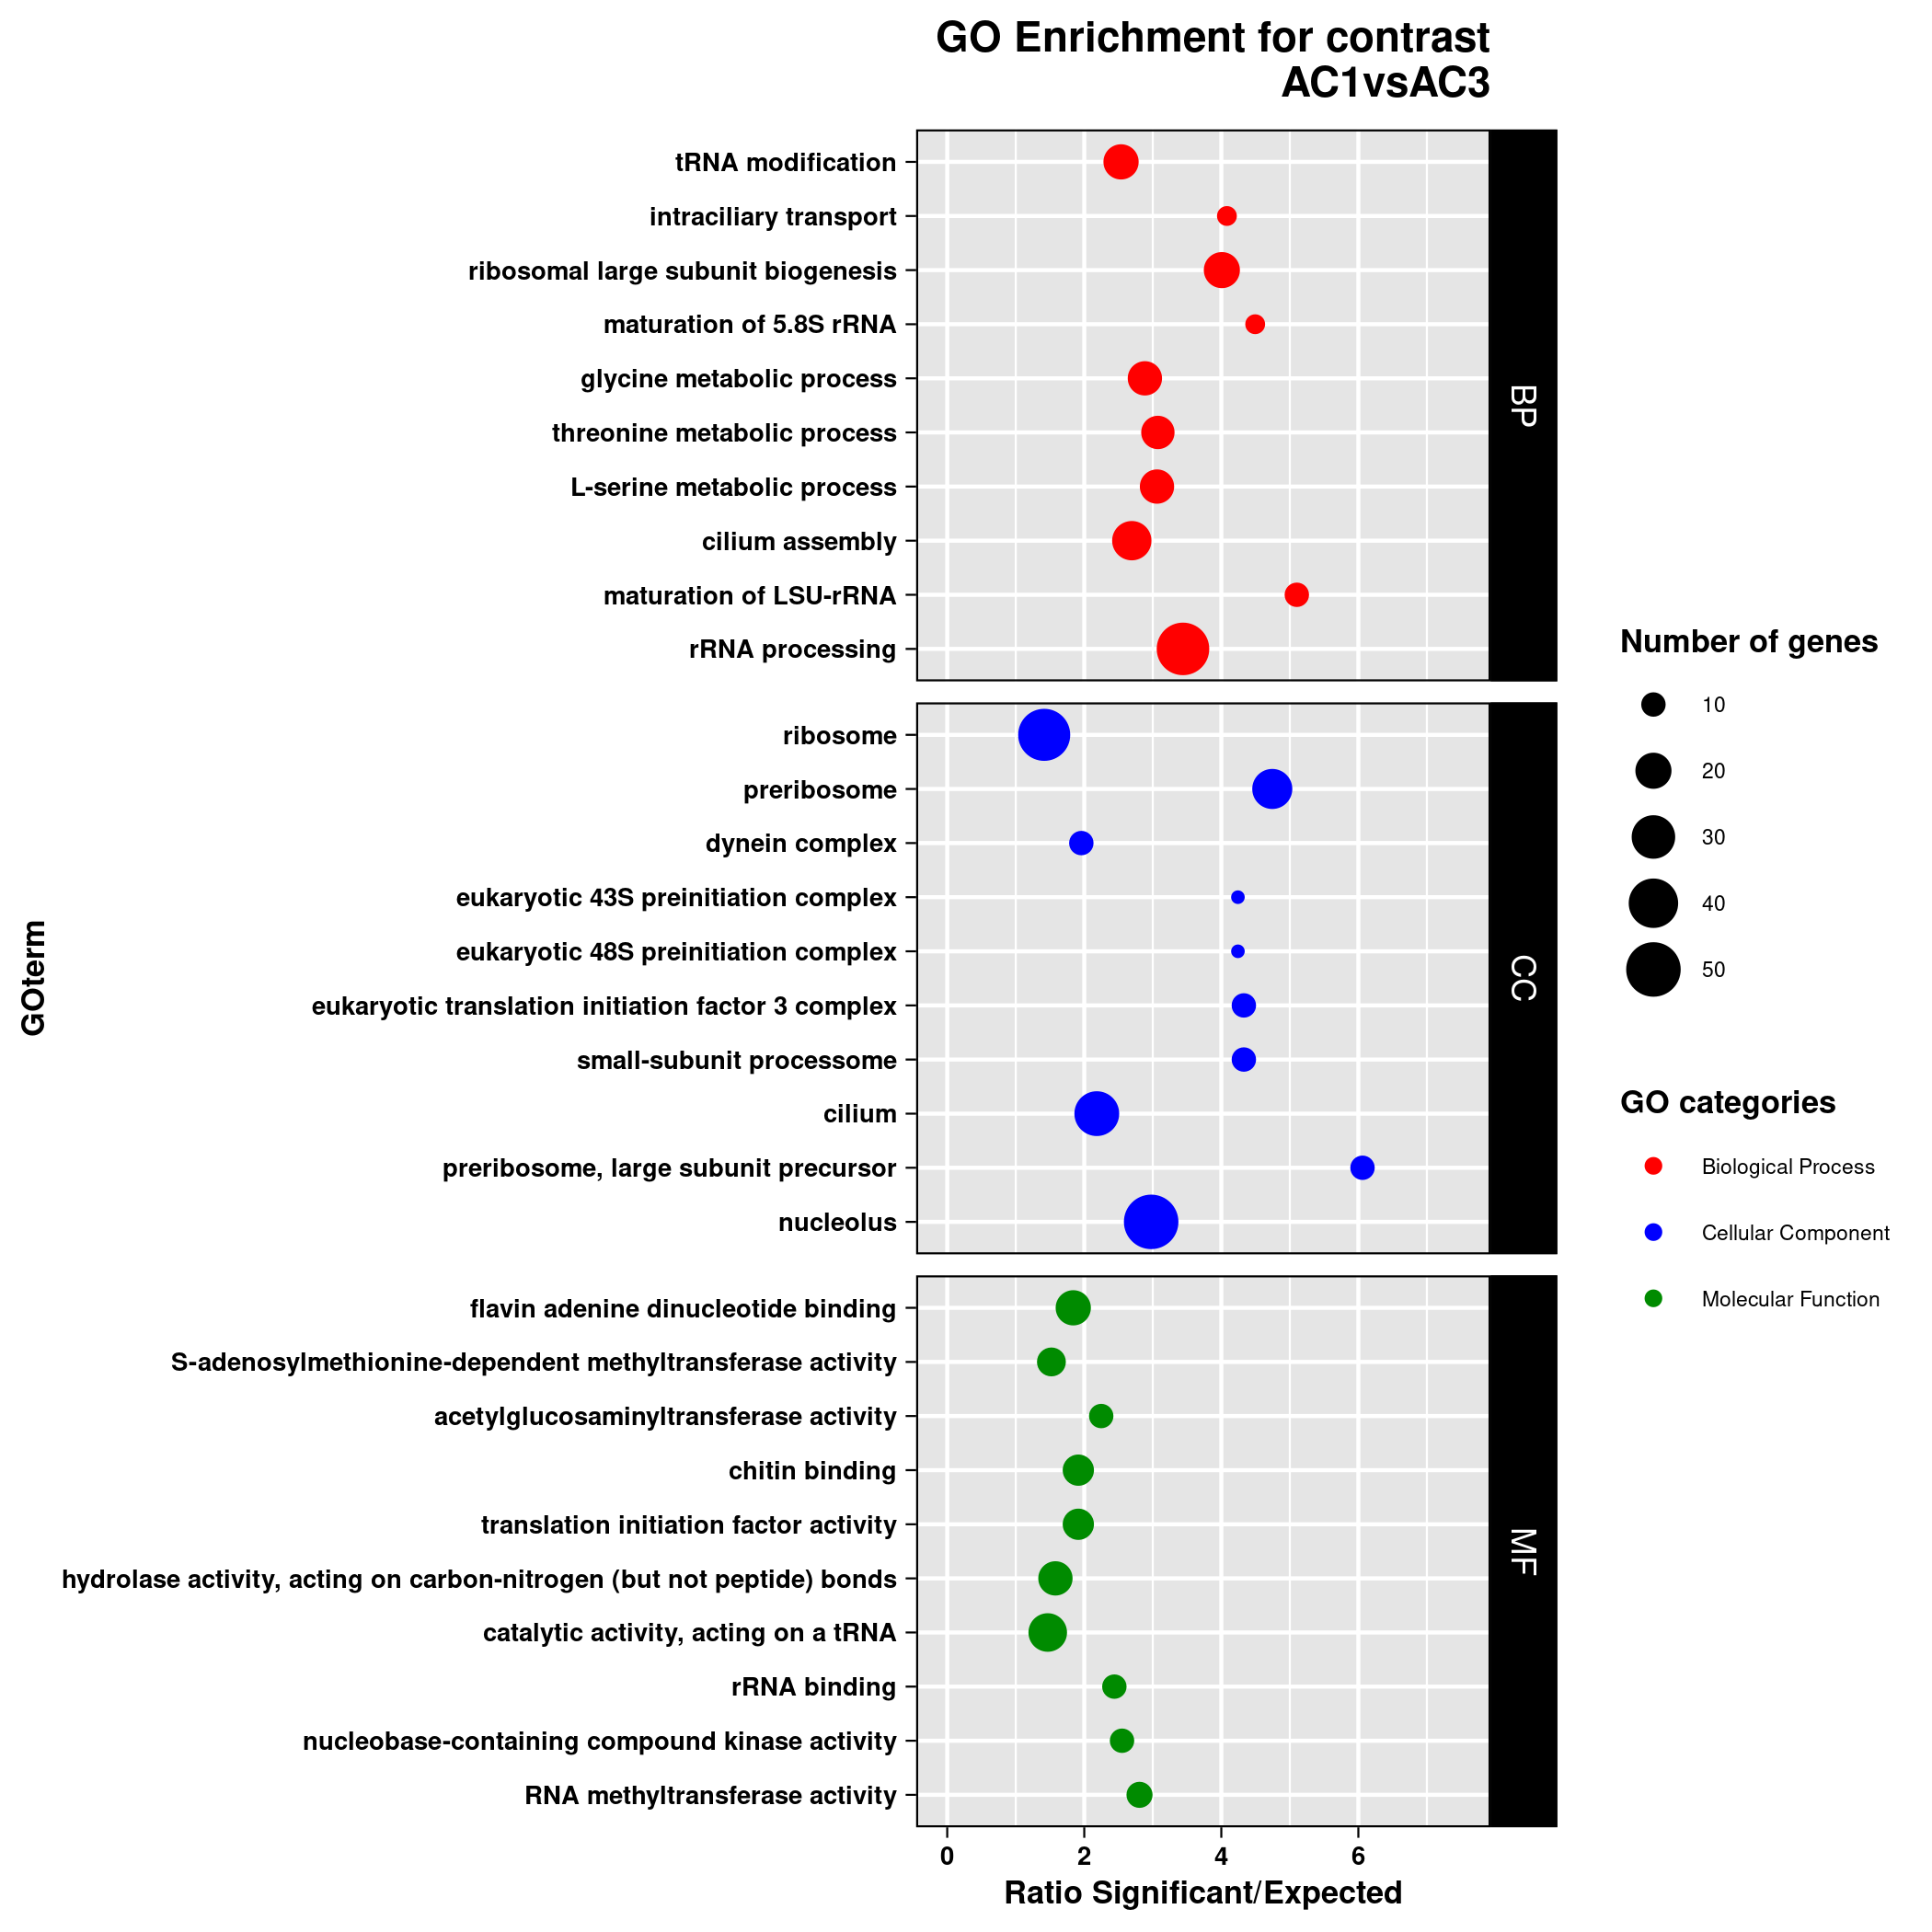 GO Enrichment for contrast
AC1vsAC3
tRNA modification
intraciliary transport
ribosomal large subunit biogenesis
maturation of 5.8S rRNA
glycine metabolic process
threonine metabolic process
L-serine metabolic process
cilium assembly
maturation of LSU-rRNA
rRNA processing
BP
ribosome
preribosome
dynein complex
eukaryotic 43S preinitiation complex
eukaryotic 48S preinitiation complex
eukaryotic translation initiation factor 3 complex
small-subunit processome
cilium
preribosome, large subunit precursor
nucleolus
CC
flavin adenine dinucleotide binding
S-adenosylmethionine-dependent methyltransferase activity
acetylglucosaminyltransferase activity
chitin binding
translation initiation factor activity
hydrolase activity, acting on carbon-nitrogen (but not peptide) bonds
catalytic activity, acting on a tRNA
rRNA binding
nucleobase-containing compound kinase activity
RNA methyltransferase activity
MF
0 2 4 6
Ratio Significant/Expected
GOterm
Number of genes
10
20
30
40
50
GO categories
Biological Process
Cellular Component
Molecular Function